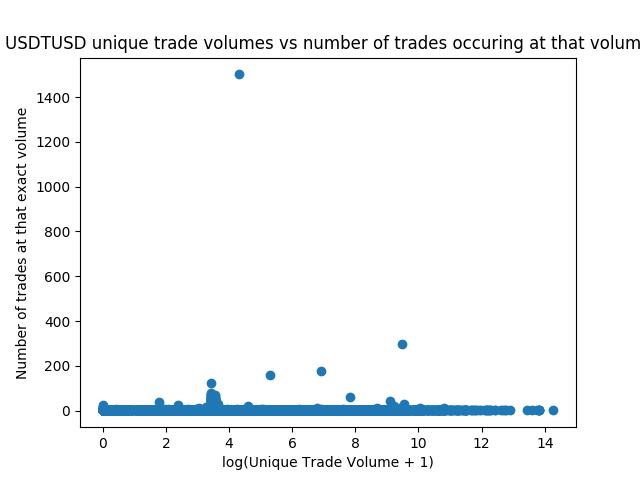 USDTUSD unique trade volumes vs number of trades occuring at that volum
1400
1200
1000
800
600
400
200
0
Number of trades at that exact volume
0 2 4 6 8 10 12 14
log(Unique Trade Volume + 1)